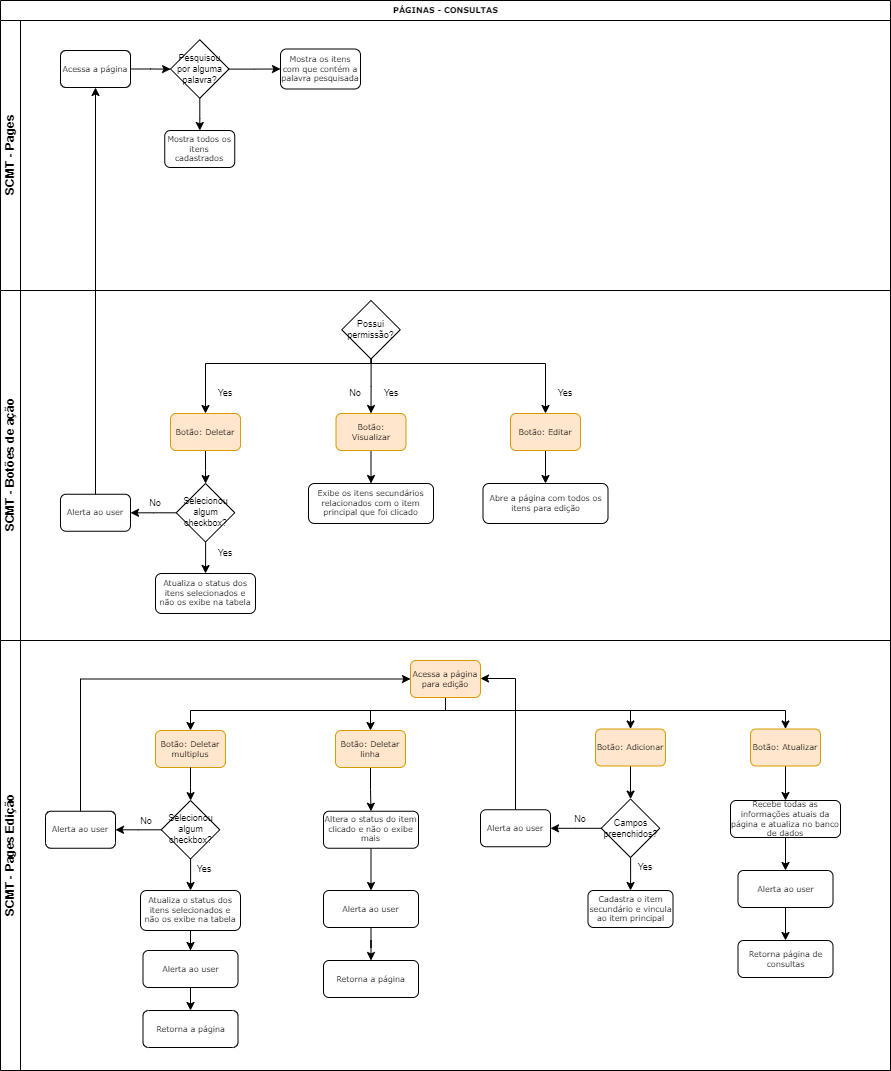 PÁGINAS - CONSULTAS
SCMT - Pages
Acessa a página
Pesquisou
por alguma
palavra?
Mostra os itens
com que contém a
palavra pesquisada
Mostra todos os
itens
cadastrados
SCMT - Botões de ação
Possui
permissão?
Yes
No
Yes
Yes
Botão: Deletar
Botão:
Visualizar
Botão: Editar
Alerta ao user
No
Selecionou
algum
checkbox?
Exibe os itens secundários
relacionados com o item
principal que foi clicado
Abre a página com todos os
itens para edição
Yes
Atualiza o status dos
itens selecionados e
não os exibe na tabela
SCMT - Pages Edição
Acessa a página
para edição
Botão: Deletar
multiplus
Botão: Deletar
linha
Botão: Adicionar
Botão: Atualizar
Alerta ao user
No
Selecionou
algum
checkbox?
Altera o status do item
clicado e não o exibe
mais
Alerta ao user
No
Campos
preenchidos?
Recebe todas as
informações atuais da
página e atualiza no banco
de dados
Yes
Yes
Atualiza o status dos
itens selecionados e
não os exibe na tabela
Alerta ao user
Cadastra o item
secundário e vincula
ao item principal
Alerta ao user
Alerta ao user
Retorna a página
Retorna página de
consultas
Retorna a página